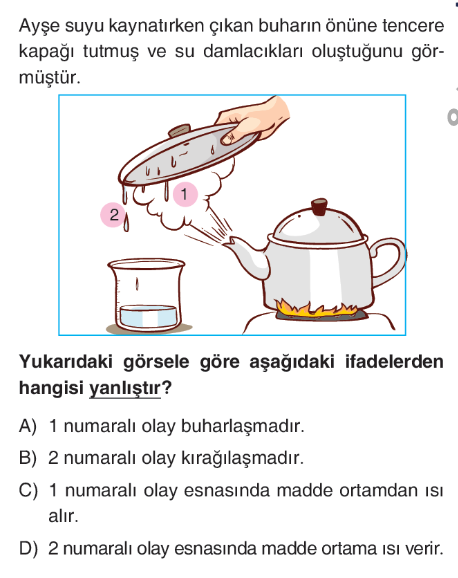 Ayşe suyu kaynatırken çıkan buharın önüne tencere
kapağı tutmuş ve su damlacıkları oluştuğunu gör-
müştür.
1
2
Yukarıdaki görsele göre aşağıdaki ifadelerden
hangisi yanlıştır?
A) 1 numaralı olay buharlaşmadır.
B) 2 numaralı olay kırağılaşmadır.
C) 1 numaralı olay esnasında madde ortamdan ısı
alır.
D) 2 numaralı olay esnasında madde ortama ısı verir.